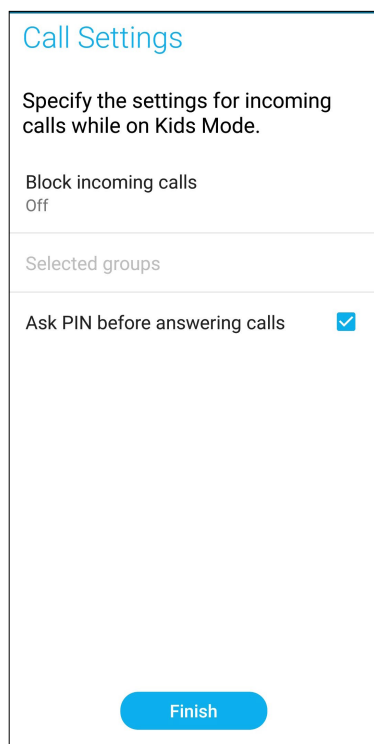 Call Settings
Specify the settings for incoming
calls while on Kids Mode.
Block incoming calls
Off
Selected groups
Ask PIN before answering calls
Finish